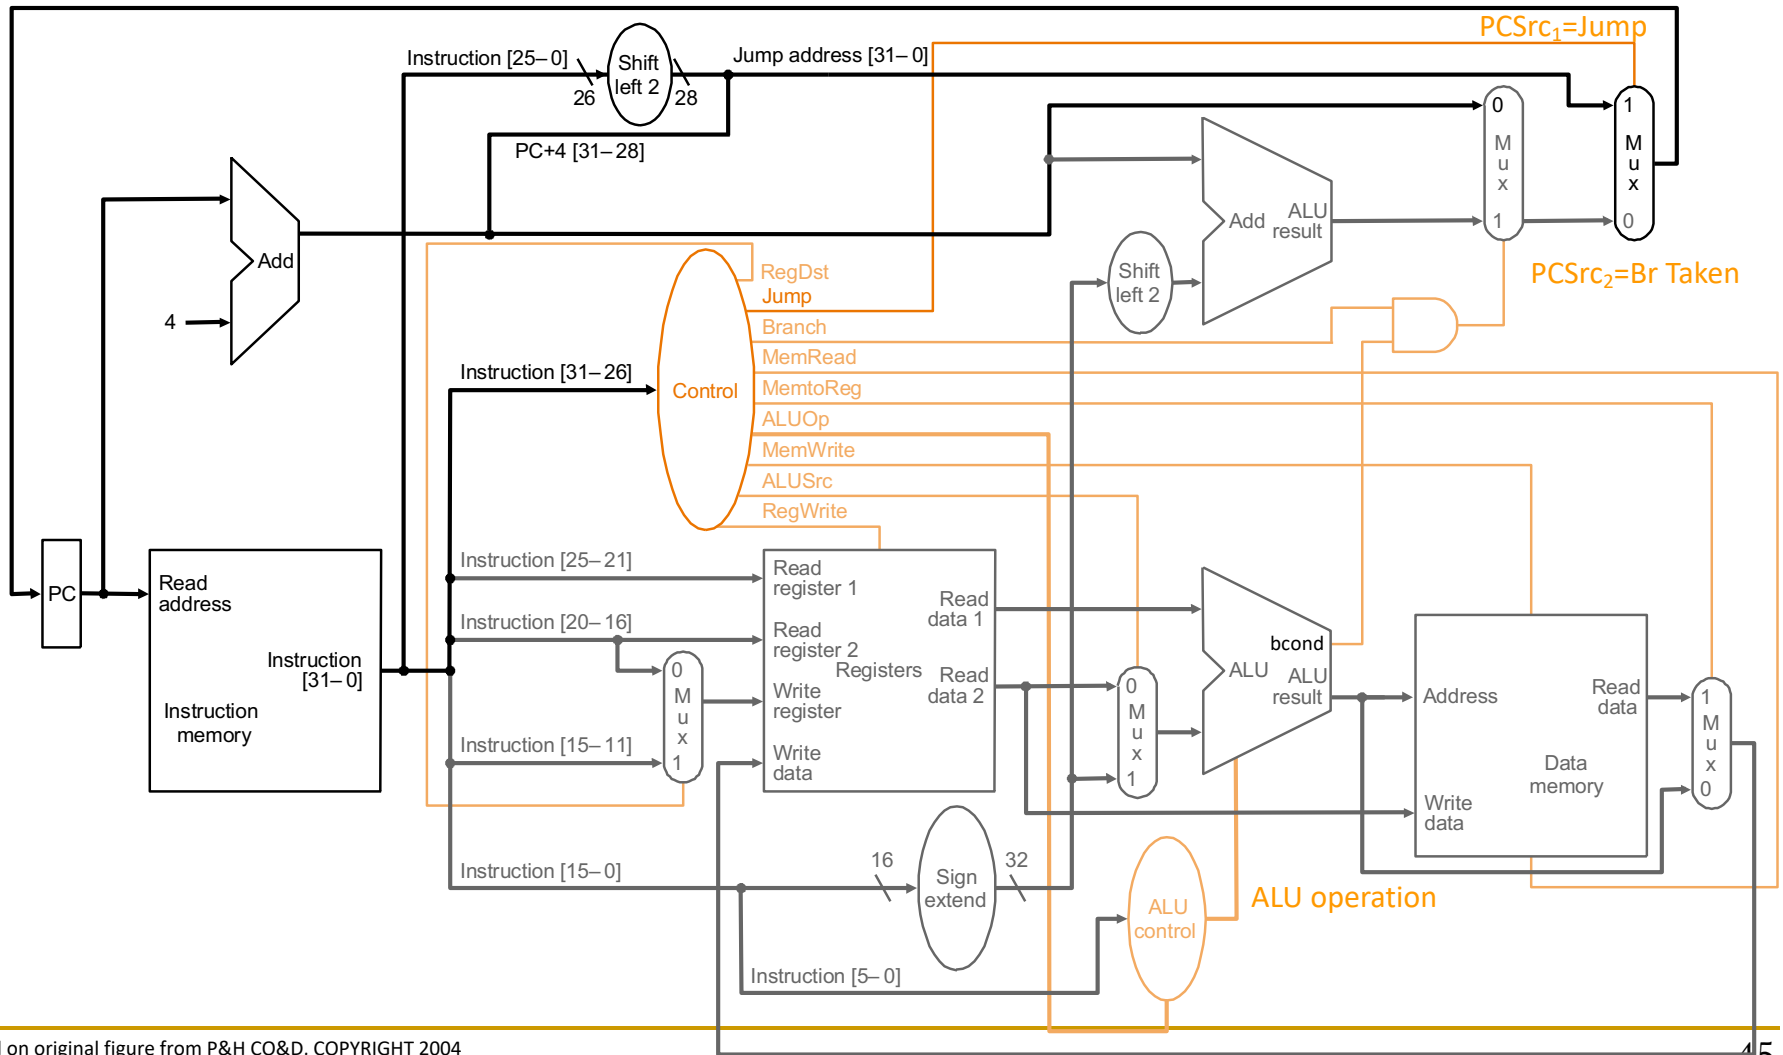 PCSrc1=Jump
Instruction [25–0]
26
Shift
left 2
28
Jump address [31–0]
PC+4 [31–28]
0
M
u
x
1
1
M
u
x
0
Add
4
Add
ALU
result
Shift
left 2
PCSrc2=Br Taken
RegDst
Jump
Branch
MemRead
MemtoReg
ALUOp
MemWrite
ALUSrc
RegWrite
Instruction [31–26]
Control
PC
Read
address
Instruction
[31–0]
Instruction
memory
Instruction [25–21]
Instruction [20–16]
0
M
u
x
1
Instruction [15–11]
Instruction [15–0]
Read
register 1
Read
register 2
Write
register
Write
data
Registers
Read
data 1
Read
data 2
0
M
u
x
1
bcond
ALU
ALU
result
Address
Write
data
Read
data
Data
memory
1
M
u
x
0
16
Sign
extend
32
ALU
control
ALU operation
Instruction [5–0]
on original figure from P&H CO&D, COPYRIGHT 2004